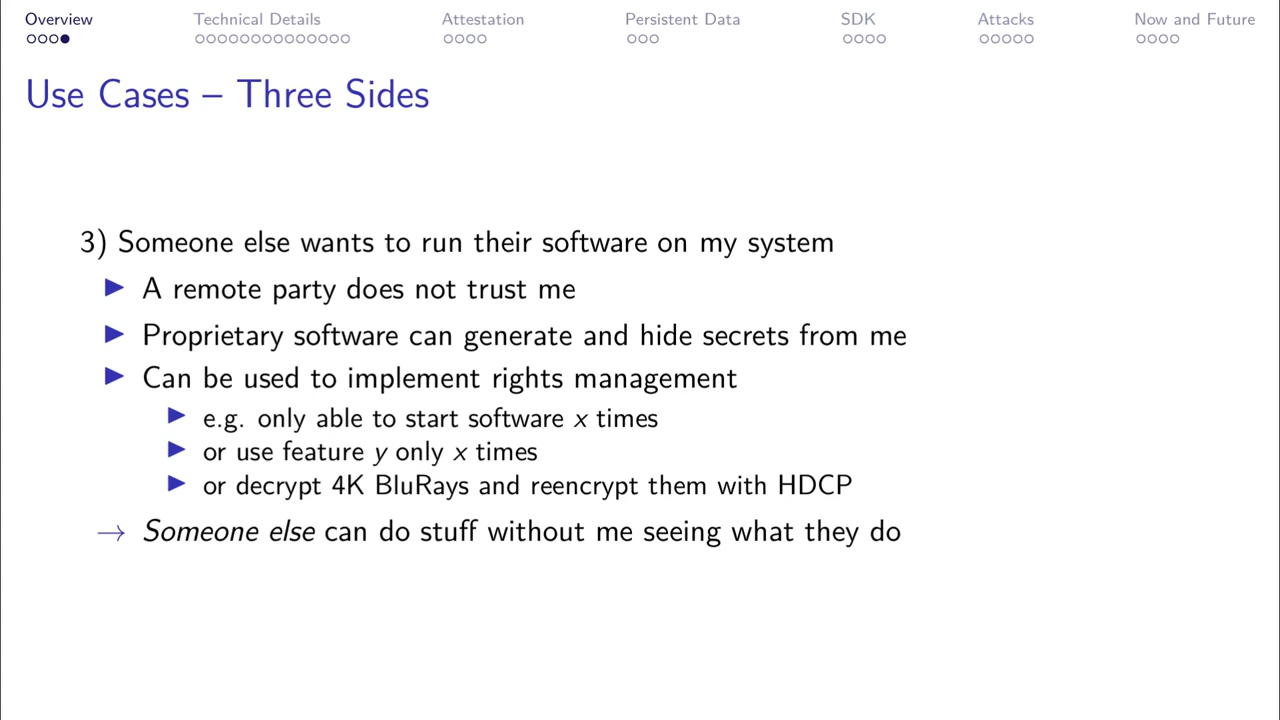 Overview Technical Details Attestation Persistent Data SDK Attacks Now and Future
Use Cases – Three Sides
3) Someone else wants to run their software on my system
▶ A remote party does not trust me
▶ Proprietary software can generate and hide secrets from me
▶ Can be used to implement rights management
▶ e.g. only able to start software x times
▶ or use feature y only x times
▶ or decrypt 4K BluRays and reencrypt them with HDCP
→ Someone else can do stuff without me seeing what they do